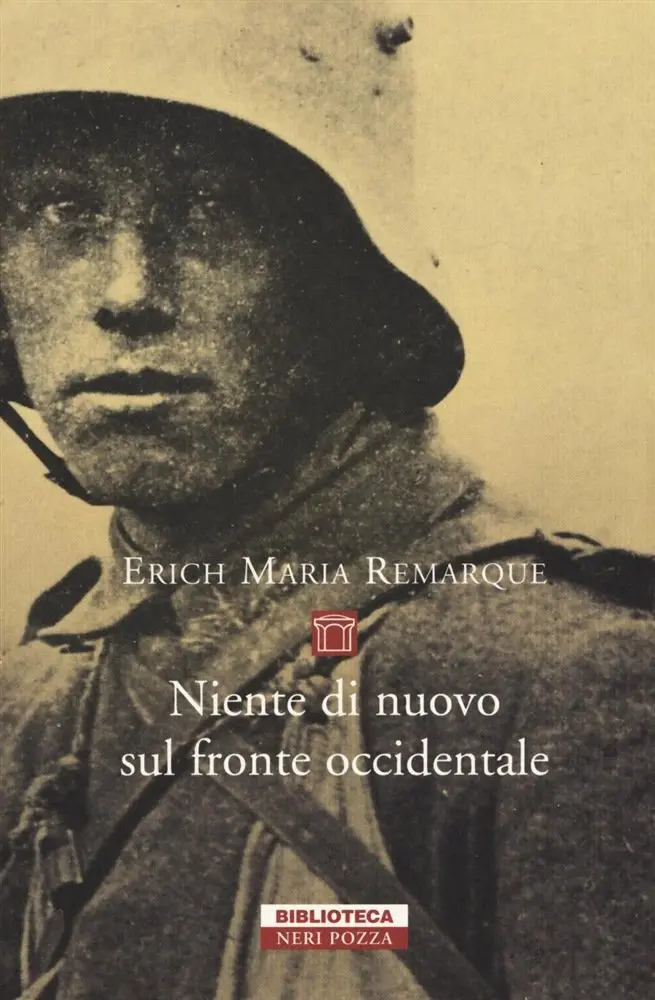 ERICH MARIA REMARQUE
Niente di nuovo
sul fronte occidentale
BIBLIOTECA
NERI POZZA